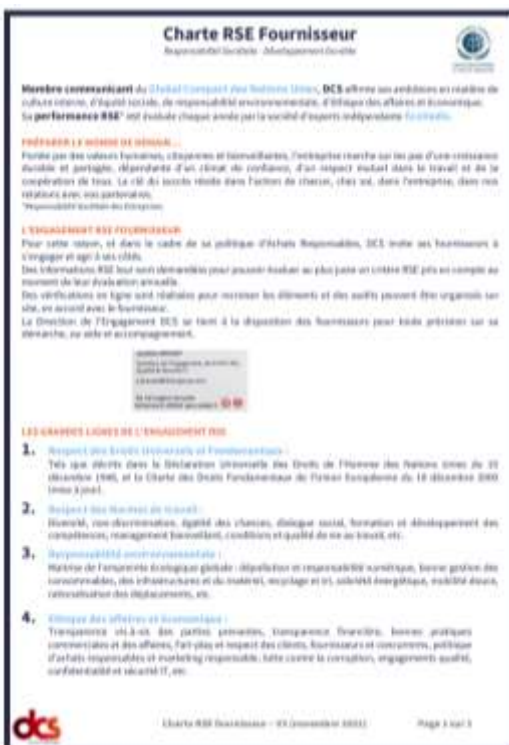 Charte RSE Fournisseur
Responsabilité Sociétale - Développement Durable
Membre communicant du Global Compact des Nations Unies, DCS affirme ses ambitions en matière de
culture interne, d'équité sociale, de responsabilité environnementale, d'éthique des affaires et économique.
Sa performance RSE* est évaluée chaque année par la société d'experts indépendants EcoVadis.
PRÉPARER LE MONDE DE DEMAIN...
Portée par des valeurs humaines, citoyennes et bienveillantes, l'entreprise marche sur les pas d'une croissance
durable et partagée, dépendante d'un climat de confiance, d'un respect mutuel dans le travail et de la
coopération de tous. La clé du succès réside dans l'action de chacun, chez soi, dans l'entreprise, dans nos
relations avec nos partenaires.
*Responsabilité Sociétale des Entreprises
L'ENGAGEMENT RSE FOURNISSEUR
Pour cette raison, et dans le cadre de sa politique d'Achats Responsables, DCS invite ses fournisseurs à
s'engager et agir à ses côtés.
Des informations RSE leur sont demandées pour pouvoir évaluer au plus juste un critère RSE pris en compte au
moment de leur évaluation annuelle.
Des vérifications en ligne sont réalisées pour recenser les éléments et des audits peuvent être organisés sur
site, en accord avec le fournisseur.
La Direction de l'Engagement DCS se tient à la disposition des fournisseurs pour toute précision sur sa
démarche, ou aide et accompagnement.
LES GRANDES LIGNES DE L'ENGAGEMENT RSE
1. Respect des Droits Universels et Fondamentaux :
Tels que décrits dans la Déclaration Universelle des Droits de l'Homme des Nations Unies du 10
décembre 1948, et la Charte des Droits Fondamentaux de l'Union Européenne du 18 décembre 2000
(mise à jour).
2. Respect des Normes de travail :
Diversité, non-discrimination, égalité des chances, dialogue social, formation et développement des
compétences, management bienveillant, conditions et qualité de vie au travail, etc.
3. Responsabilité environnementale :
Maîtrise de l'empreinte écologique globale : dépollution et responsabilité numérique, bonne gestion des
consommables, des infrastructures et du matériel, recyclage et tri, sobriété énergétique, mobilité douce,
rationalisation des déplacements, etc.
4. Ethique des affaires et économique :
Transparence vis-à-vis des parties prenantes, transparence financière, bonnes pratiques
commerciales et des affaires, fair-play et respect des clients, fournisseurs et concurrents, politique
d'achats responsables et marketing responsable, lutte contre la corruption, engagements qualité,
confidentialité et sécurité IT, etc.
dcs
Charte RSE Fournisseur – V3 (novembre 2021)
Page 1 sur 3